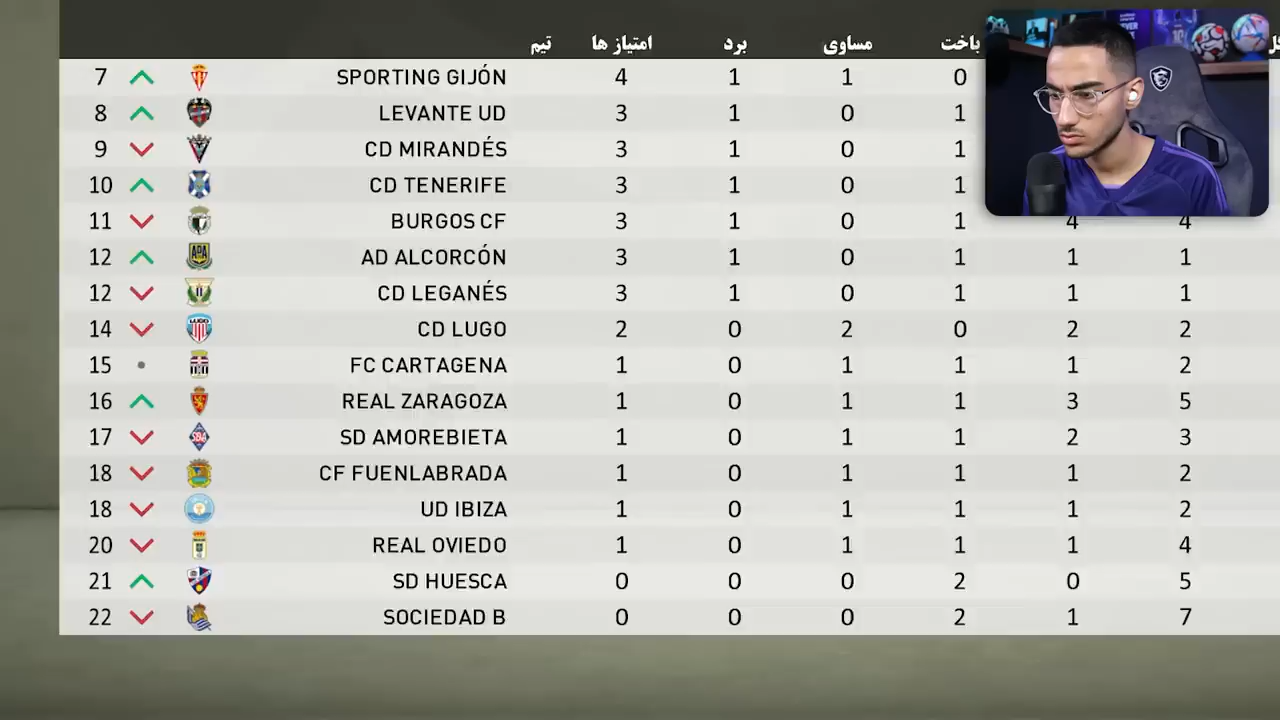 تیم امتیاز ها برد مساوی باخت
7 SPORTING GIJÓN 4 1 1 0
8 LEVANTE UD 3 1 0 1
9 CD MIRANDÉS 3 1 0 1
10 CD TENERIFE 3 1 0 1
11 BURGOS CF 3 1 0 1 4 4
12 AD ALCORCÓN 3 1 0 1 1 1
12 CD LEGANÉS 3 1 0 1 1 1
14 CD LUGO 2 0 2 0 2 2
15 FC CARTAGENA 1 0 1 1 1 2
16 REAL ZARAGOZA 1 0 1 1 3 5
17 SD AMOREBIETA 1 0 1 1 2 3
18 CF FUENLABRADA 1 0 1 1 1 2
18 UD IBIZA 1 0 1 1 1 2
20 REAL OVIEDO 1 0 1 1 1 4
21 SD HUESCA 0 0 0 2 0 5
22 SOCIEDAD B 0 0 0 2 1 7